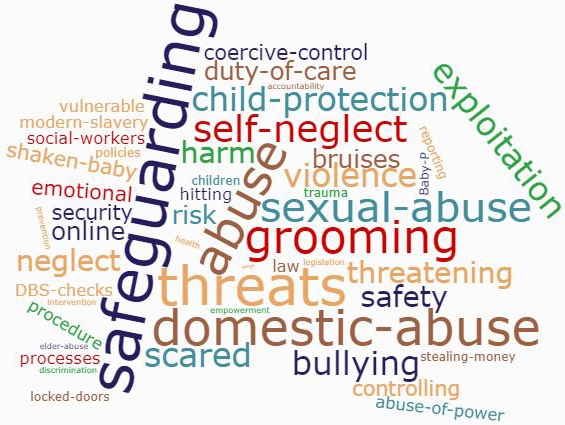 safeguarding
coercive-control
duty-of-care
accountability
child-protection
exploitation
vulnerable
modern-slavery
social-workers
policies
self-neglect
shaken-baby
harm
abuse
bruises
reporting
violence
Baby-P
children
trauma
emotional
hitting
security
risk
sexual-abuse
prevention
online
health
grooming
neglect
law
legislation
threatening
threats
DBS-checks
intervention
safety
empowerment
procedure
domestic-abuse
elder-abuse
processes
scared
bullying
stealing-money
discrimination
controlling
locked-doors
abuse-of-power